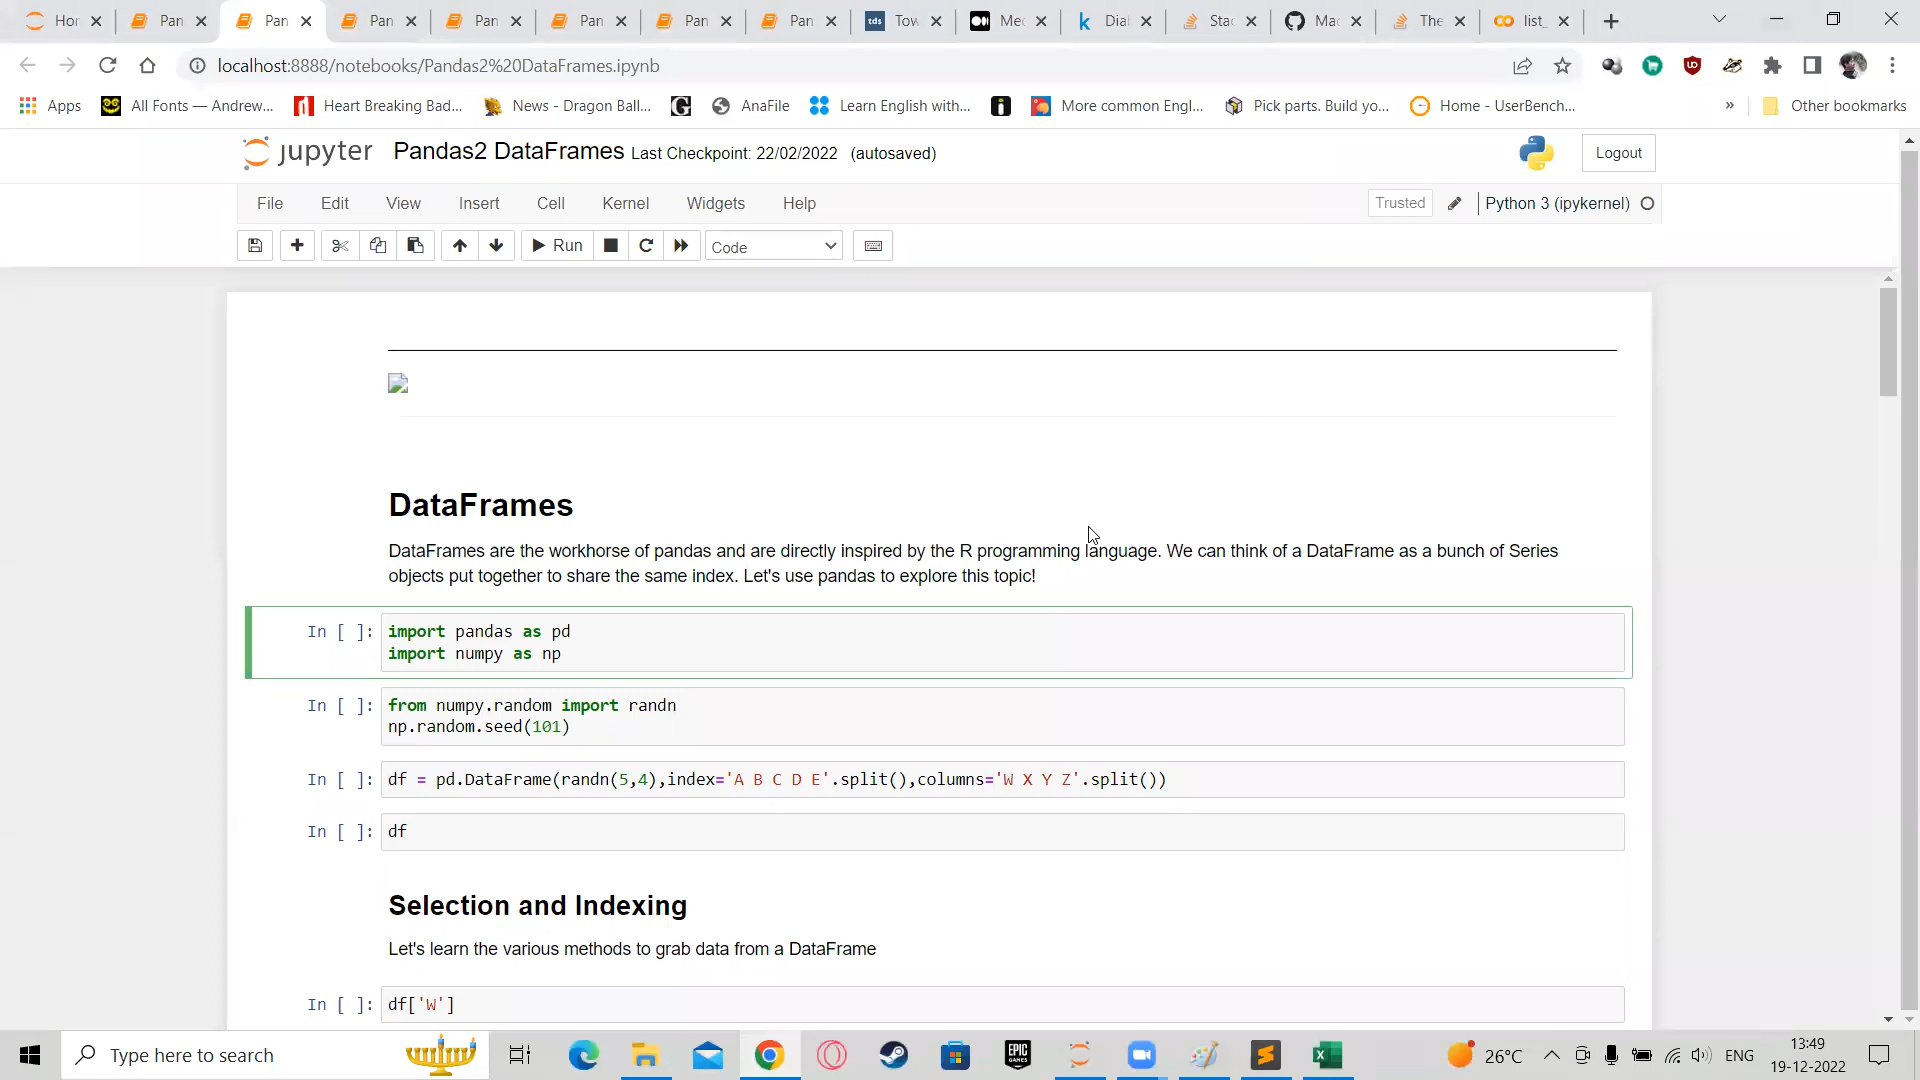 Hor
Pan
Pan
Pan
Pan
Pan
Pan
Pan
tds Tow
Med
k Dial
Stac
Mac
The
list_
localhost:8888/notebooks/Pandas2%20DataFrames.ipynb
Apps
All Fonts — Andrew...
Heart Breaking Bad...
News - Dragon Ball...
G
AnaFile
Learn English with...
More common Engl...
Pick parts. Build yo...
Home - UserBench...
»
Other bookmarks
jupyter Pandas2 DataFrames Last Checkpoint: 22/02/2022 (autosaved)
Logout
File Edit View Insert Cell Kernel Widgets Help
Trusted
Python 3 (ipykernel)
Run
Code
DataFrames
DataFrames are the workhorse of pandas and are directly inspired by the R programming language. We can think of a DataFrame as a bunch of Series
objects put together to share the same index. Let's use pandas to explore this topic!
In [ ]: import pandas as pd
import numpy as np
In [ ]: from numpy.random import randn
np.random.seed(101)
In [ ]: df = pd.DataFrame(randn(5,4),index='A B C D E'.split(),columns='W X Y Z'.split())
In [ ]: df
Selection and Indexing
Let's learn the various methods to grab data from a DataFrame
In [ ]: df['W']
Type here to search
EPIC GAMES
26°C
ENG
13:49
19-12-2022